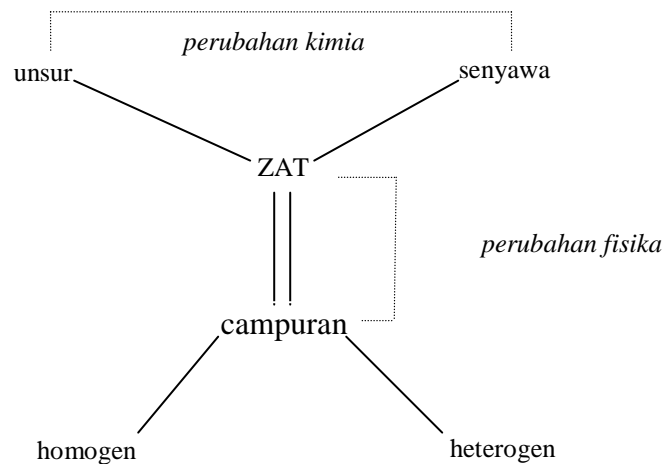 perubahan kimia
unsur
senyawa
ZAT
perubahan fisika
campuran
homogen
heterogen